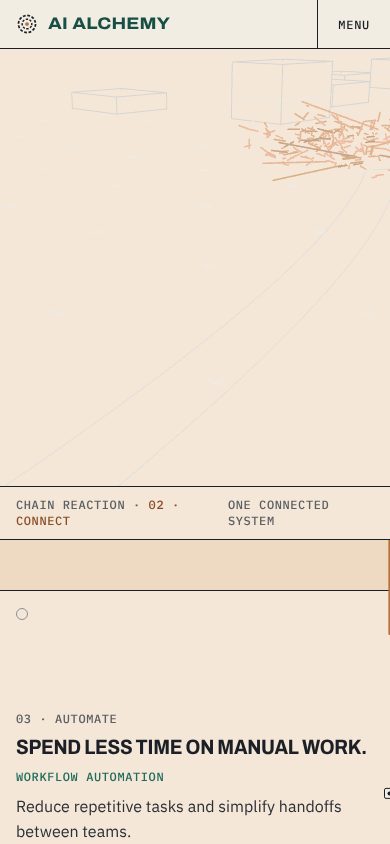 AI ALCHEMY
MENU
CHAIN REACTION · 02 · CONNECT
ONE CONNECTED SYSTEM
03 · AUTOMATE
SPEND LESS TIME ON MANUAL WORK.
WORKFLOW AUTOMATION
Reduce repetitive tasks and simplify handoffs
between teams.